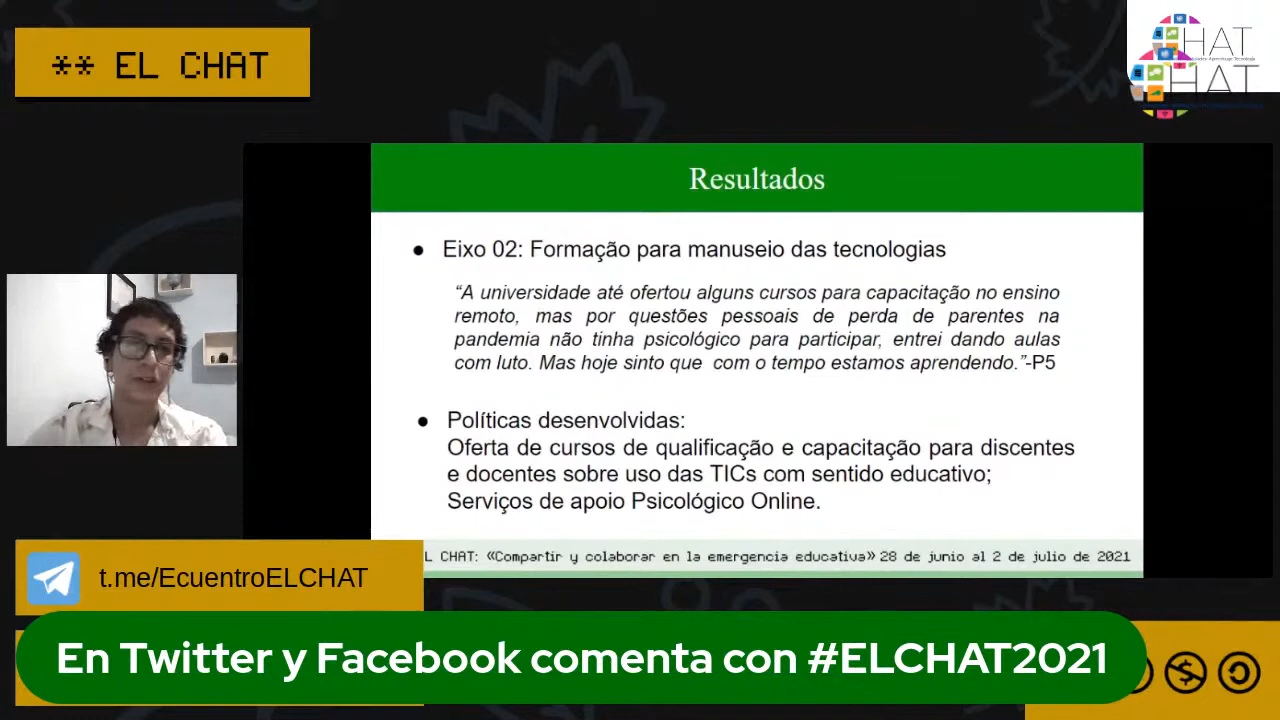 ** EL CHAT
HAT
HAT
Resultados
● Eixo 02: Formação para manuseio das tecnologias
“A universidade até ofertou alguns cursos para capacitação no ensino
remoto, mas por questões pessoais de perda de parentes na
pandemia não tinha psicológico para participar, entrei dando aulas
com luto. Mas hoje sinto que com o tempo estamos aprendendo.”-P5
● Políticas desenvolvidas:
Oferta de cursos de qualificação e capacitação para discentes
e docentes sobre uso das TICs com sentido educativo;
Serviços de apoio Psicológico Online.
L CHAT: «Compartir y colaborar en la emergencia educativa» 28 de junio al 2 de julio de 2021
t.me/EcuentroELCHAT
En Twitter y Facebook comenta con #ELCHAT2021